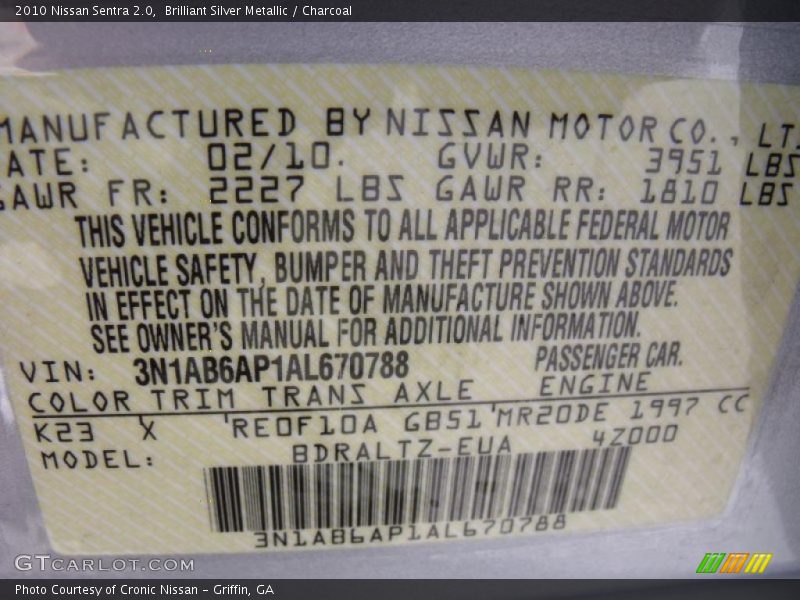 2010 Nissan Sentra 2.0, Brilliant Silver Metallic / Charcoal
MANUFACTURED BY NISSAN MOTOR CO., LT
ATE: 02/10. GVWR: 3951 LBS
GAWR FR: 2227 LBS GAWR RR: 1810 LBS
THIS VEHICLE CONFORMS TO ALL APPLICABLE FEDERAL MOTOR
VEHICLE SAFETY, BUMPER AND THEFT PREVENTION STANDARDS
IN EFFECT ON THE DATE OF MANUFACTURE SHOWN ABOVE.
SEE OWNER'S MANUAL FOR ADDITIONAL INFORMATION.
VIN: 3N1AB6AP1AL670788 PASSENGER CAR.
COLOR TRIM TRANS AXLE ENGINE
K23 X 'RE0F10A GB51'MR20DE 1997 CC
MODEL: BDRALTZ-EUA 4Z000
3N1AB6AP1AL670788
GTCARLOT.COM
Photo Courtesy of Cronic Nissan - Griffin, GA